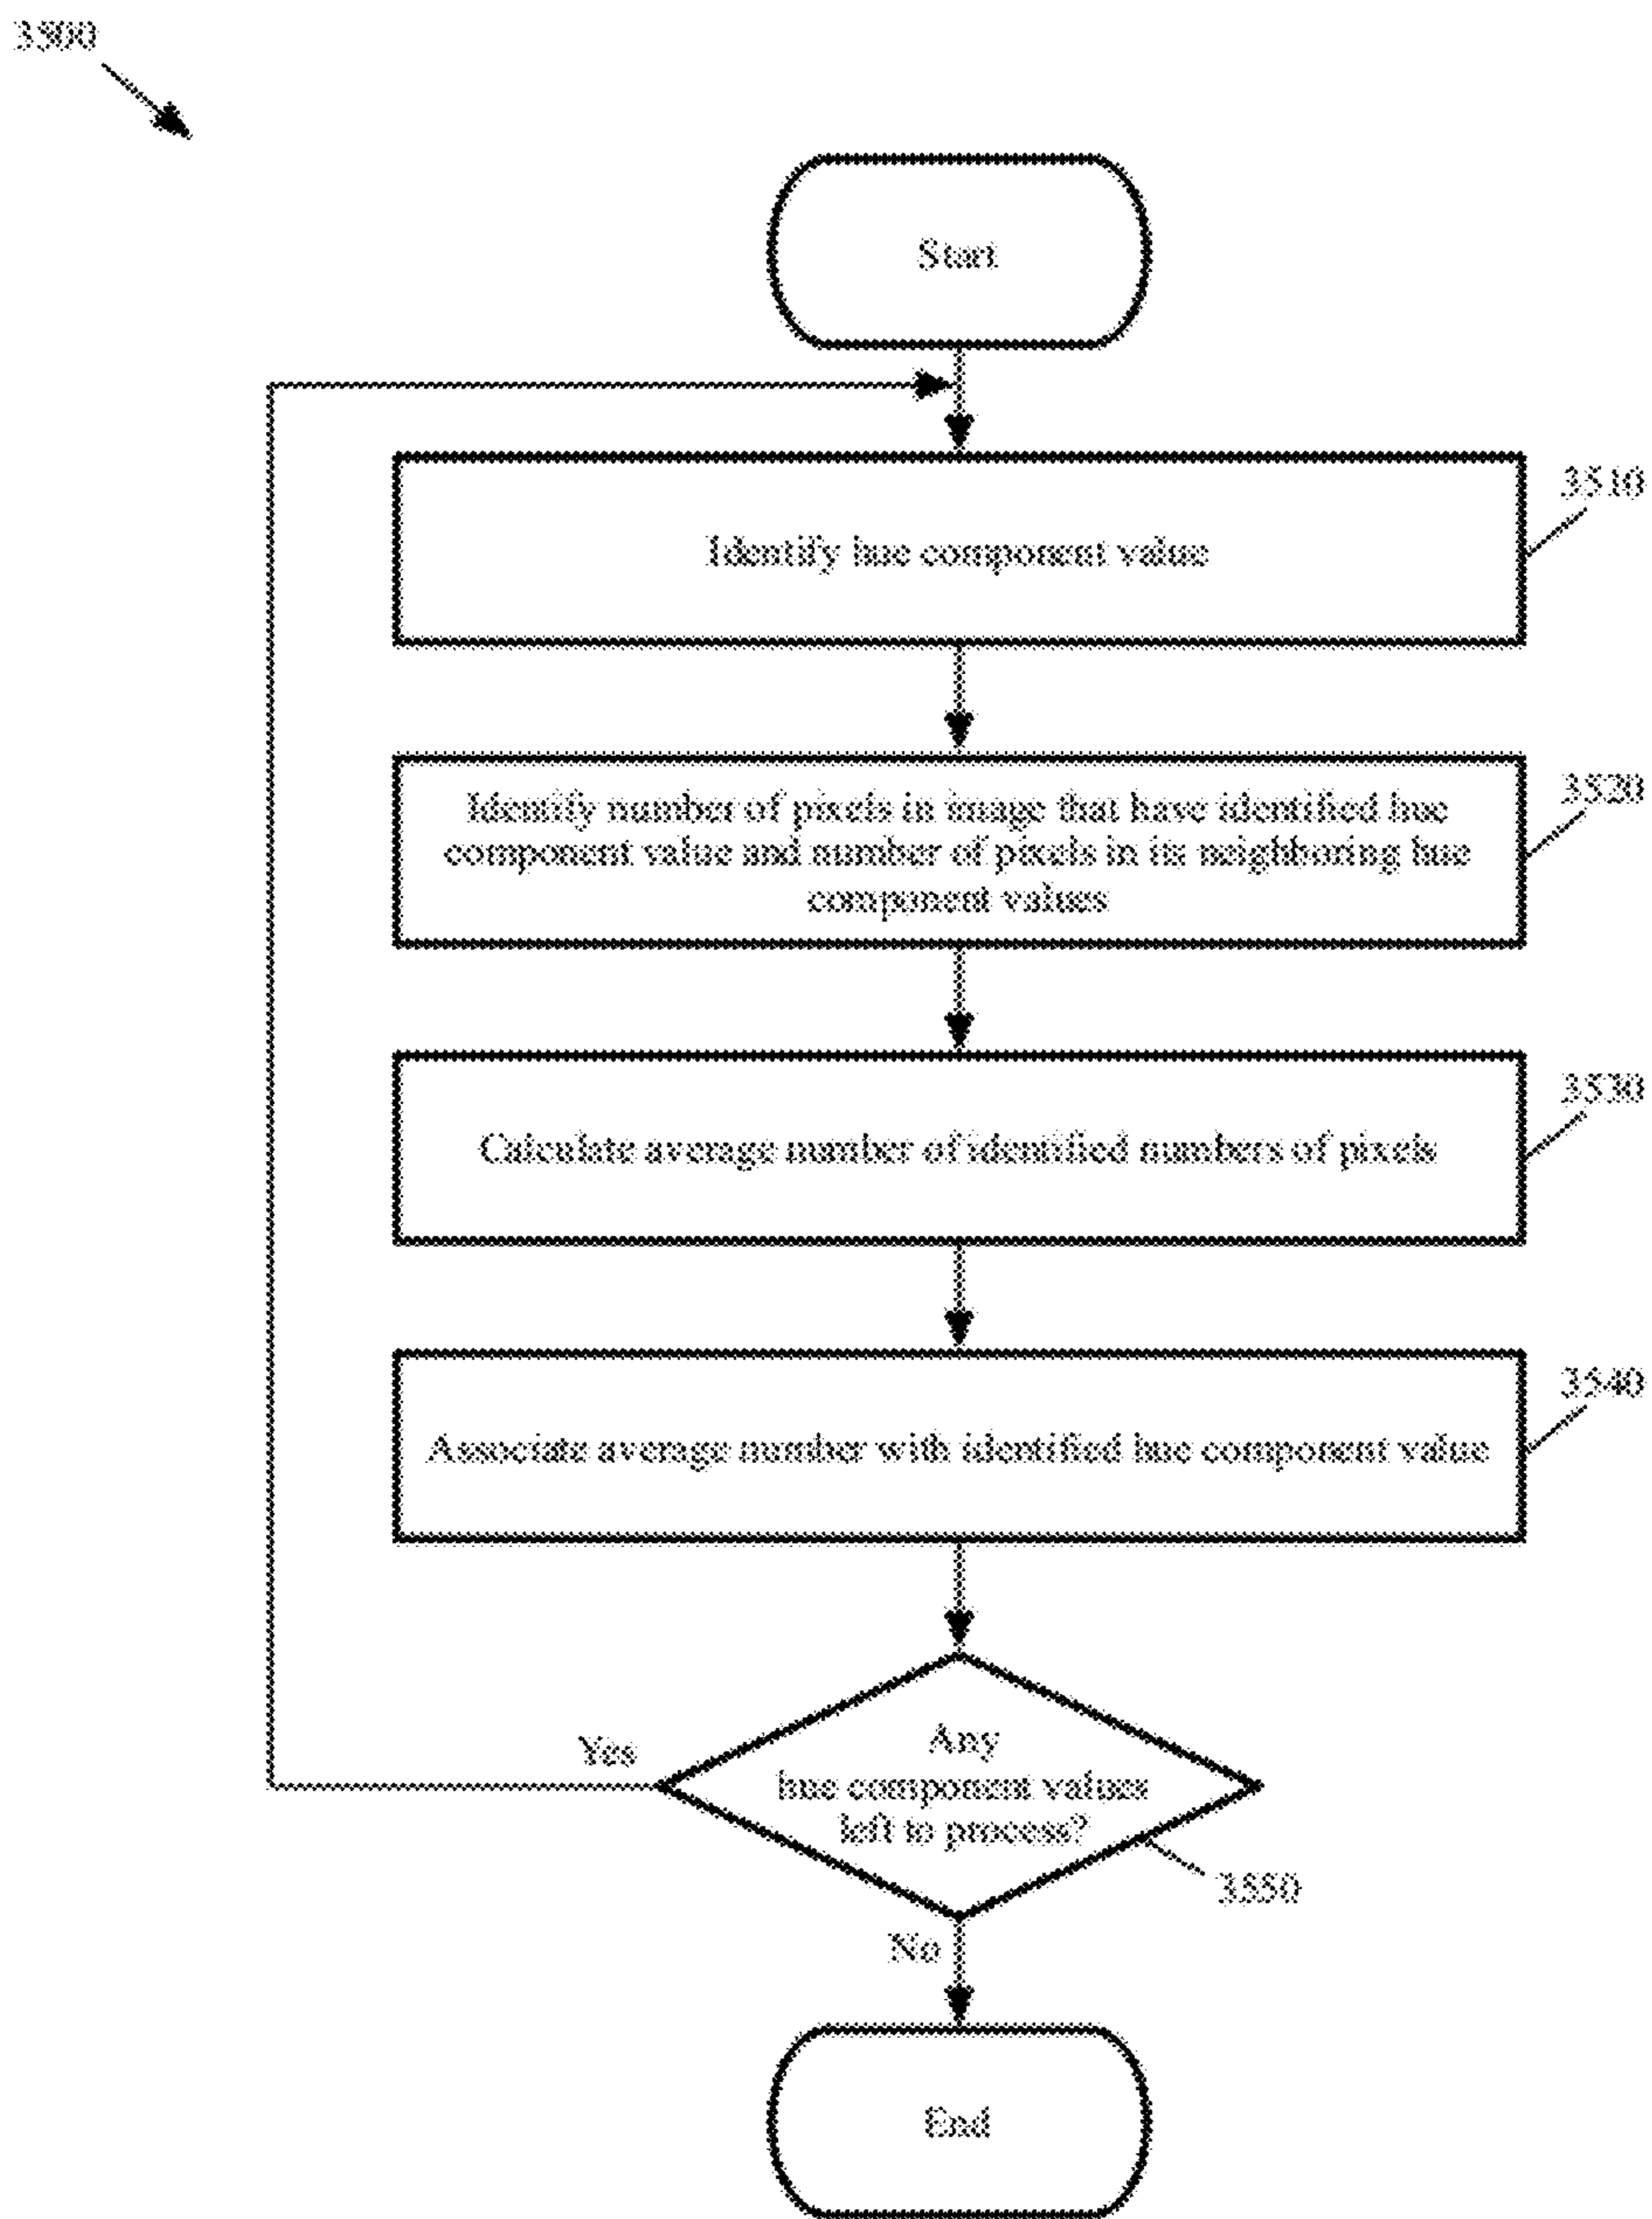 3500
Start
3510
Identify hue component value
3520
Identify number of pixels in image that have identified hue
component value and number of pixels in its neighboring hue
component values
3530
Calculate average number of identified numbers of pixels
3540
Associate average number with identified hue component value
Yes
Any
hue component values
left to process?
3550
No
End